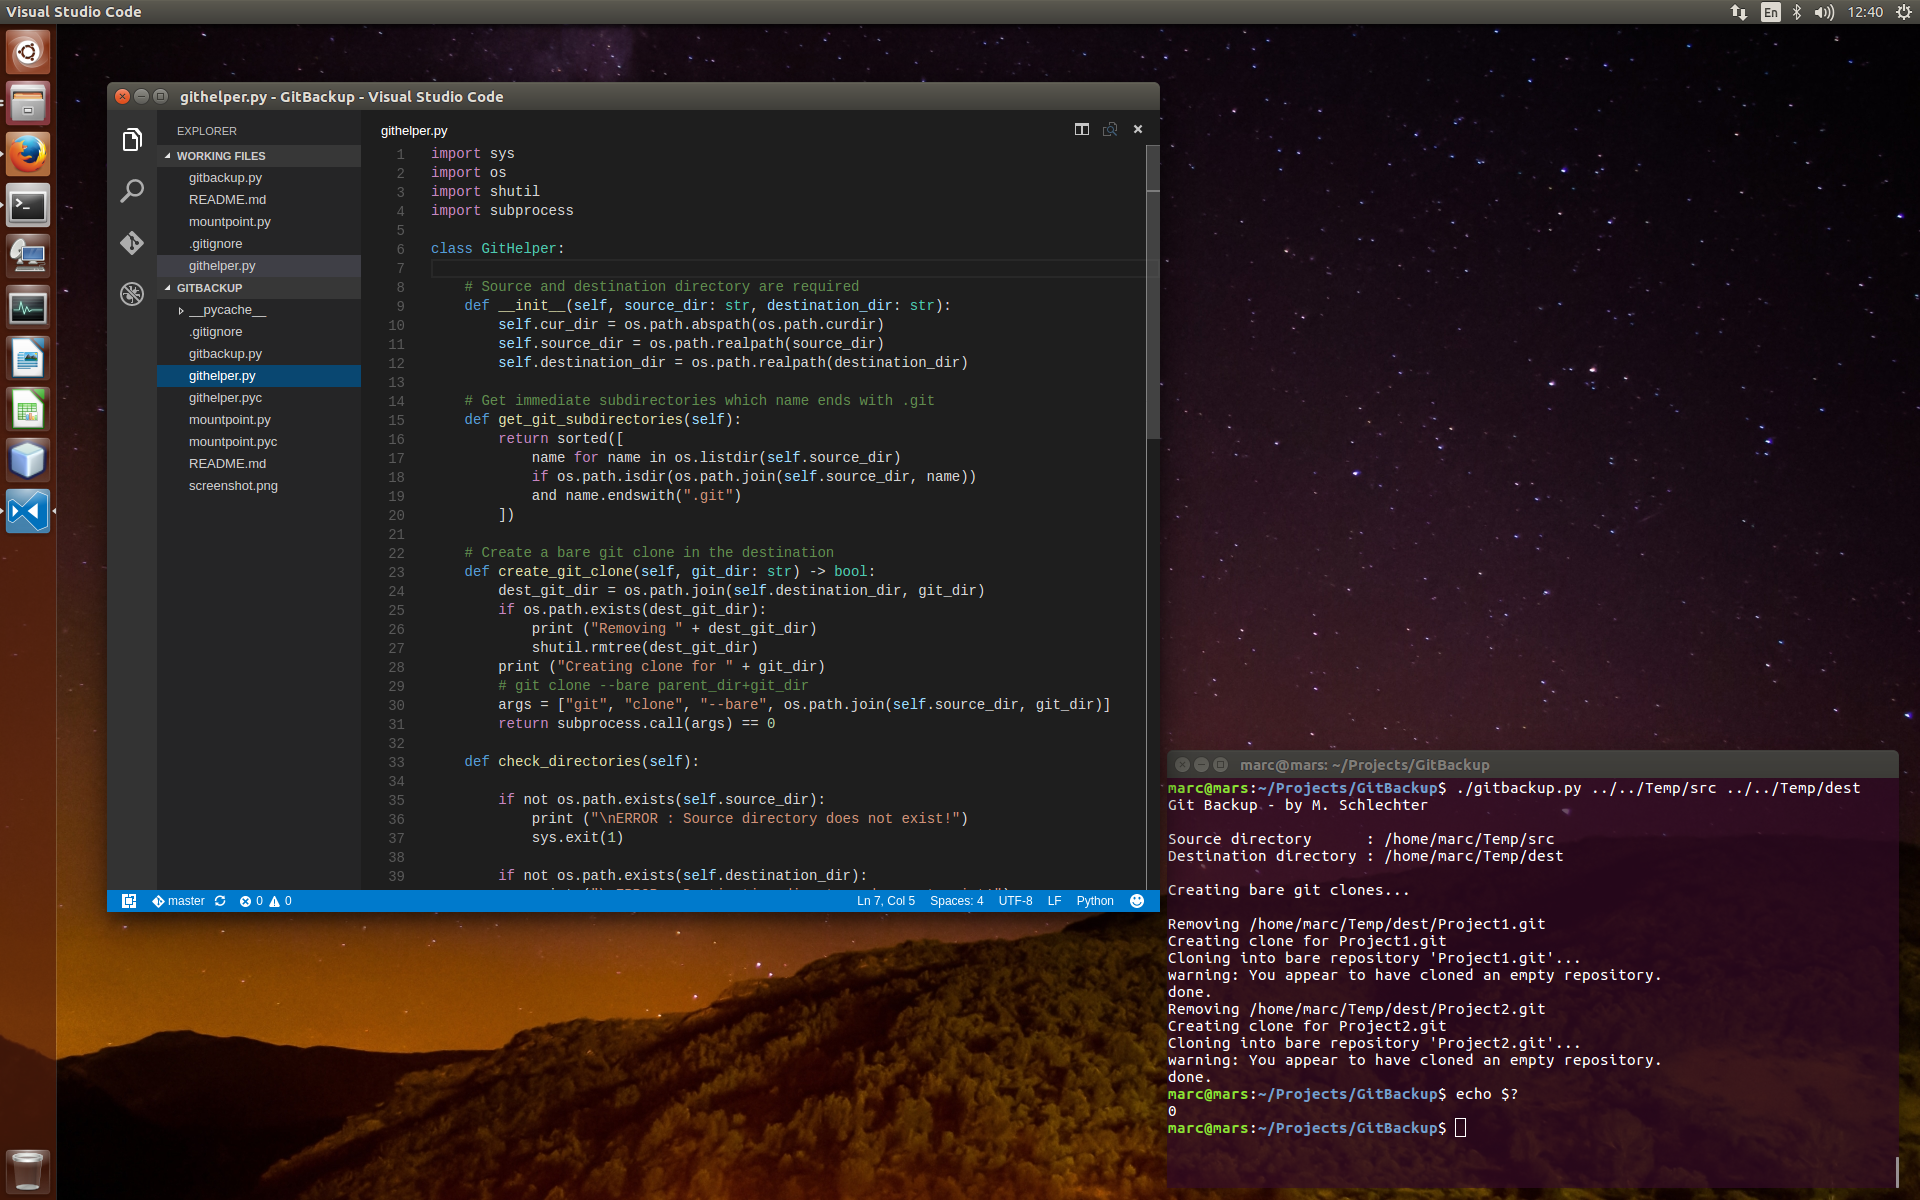 Visual Studio Code
En
12:40
githelper.py - GitBackup - Visual Studio Code
EXPLORER
WORKING FILES
gitbackup.py
README.md
mountpoint.py
.gitignore
githelper.py
GITBACKUP
__pycache__
.gitignore
gitbackup.py
githelper.py
githelper.pyc
mountpoint.py
mountpoint.pyc
README.md
screenshot.png
githelper.py
1 import sys
2 import os
3 import shutil
4 import subprocess
5
6 class GitHelper:
7
8 # Source and destination directory are required
9 def __init__(self, source_dir: str, destination_dir: str):
10 self.cur_dir = os.path.abspath(os.path.curdir)
11 self.source_dir = os.path.realpath(source_dir)
12 self.destination_dir = os.path.realpath(destination_dir)
13
14 # Get immediate subdirectories which name ends with .git
15 def get_git_subdirectories(self):
16 return sorted([
17 name for name in os.listdir(self.source_dir)
18 if os.path.isdir(os.path.join(self.source_dir, name))
19 and name.endswith(".git")
20 ])
21
22 # Create a bare git clone in the destination
23 def create_git_clone(self, git_dir: str) -> bool:
24 dest_git_dir = os.path.join(self.destination_dir, git_dir)
25 if os.path.exists(dest_git_dir):
26 print ("Removing " + dest_git_dir)
27 shutil.rmtree(dest_git_dir)
28 print ("Creating clone for " + git_dir)
29 # git clone --bare parent_dir+git_dir
30 args = ["git", "clone", "--bare", os.path.join(self.source_dir, git_dir)]
31 return subprocess.call(args) == 0
32
33 def check_directories(self):
34
35 if not os.path.exists(self.source_dir):
36 print ("\nERROR : Source directory does not exist!")
37 sys.exit(1)
38
39 if not os.path.exists(self.destination_dir):
master 0 0 Ln 7, Col 5 Spaces: 4 UTF-8 LF Python
marc@mars: ~/Projects/GitBackup
marc@mars:~/Projects/GitBackup$ ./gitbackup.py ../../Temp/src ../../Temp/dest
Git Backup - by M. Schlechter
Source directory : /home/marc/Temp/src
Destination directory : /home/marc/Temp/dest
Creating bare git clones...
Removing /home/marc/Temp/dest/Project1.git
Creating clone for Project1.git
Cloning into bare repository 'Project1.git'...
warning: You appear to have cloned an empty repository.
done.
Removing /home/marc/Temp/dest/Project2.git
Creating clone for Project2.git
Cloning into bare repository 'Project2.git'...
warning: You appear to have cloned an empty repository.
done.
marc@mars:~/Projects/GitBackup$ echo $?
0
marc@mars:~/Projects/GitBackup$